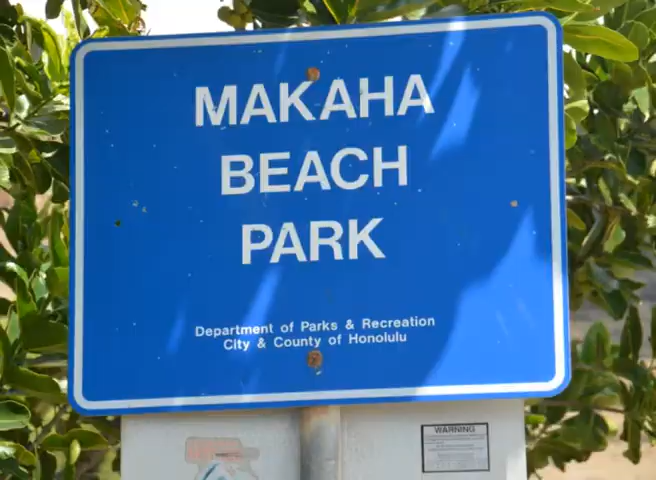 MAKAHA
BEACH
PARK
Department of Parks & Recreation
City & County of Honolulu
WARNING